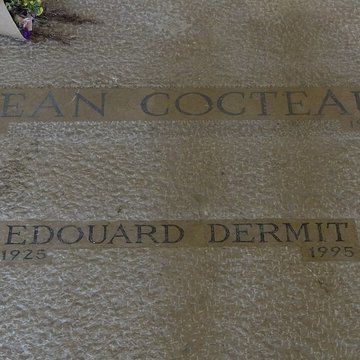 EAN COCTEAU
EDOUARD DERMIT
1925 1995